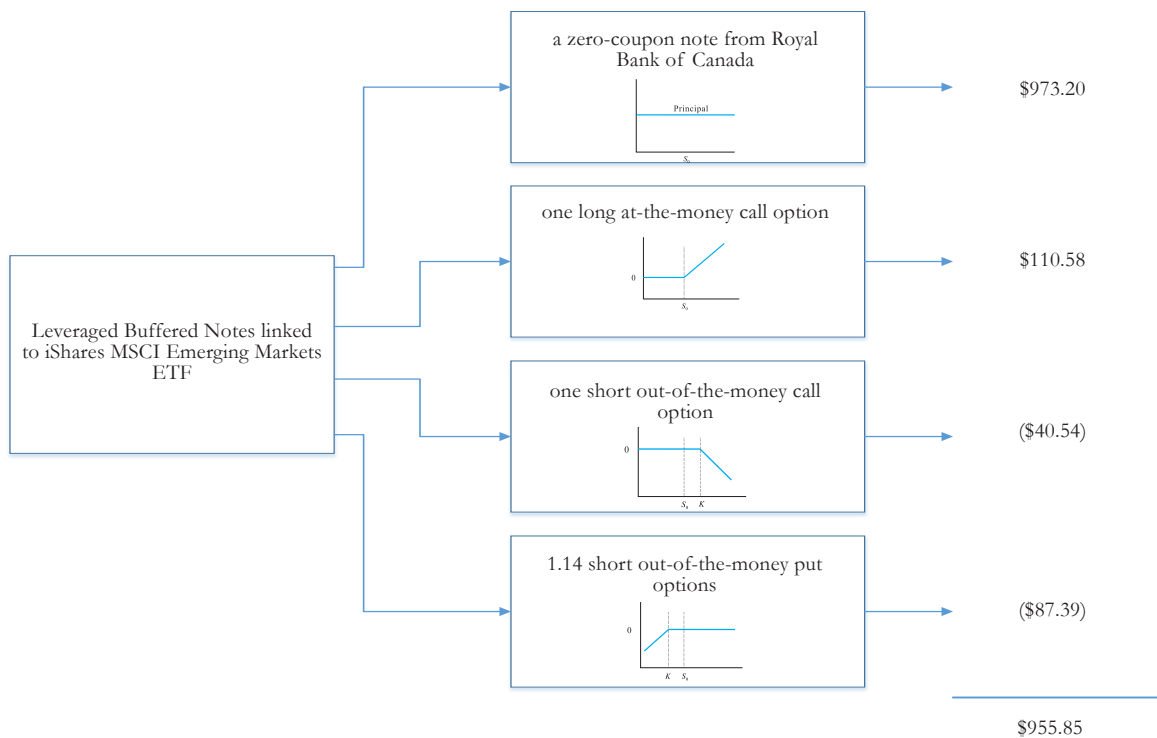 a zero-coupon note from Royal
Bank of Canada
Principal
S₀
$973.20
one long at-the-money call option
0
S₀
$110.58
Leveraged Buffered Notes linked
to iShares MSCI Emerging Markets
ETF
one short out-of-the-money call
option
0
S₀ K
($40.54)
1.14 short out-of-the-money put
options
0
K S₀
($87.39)
$955.85